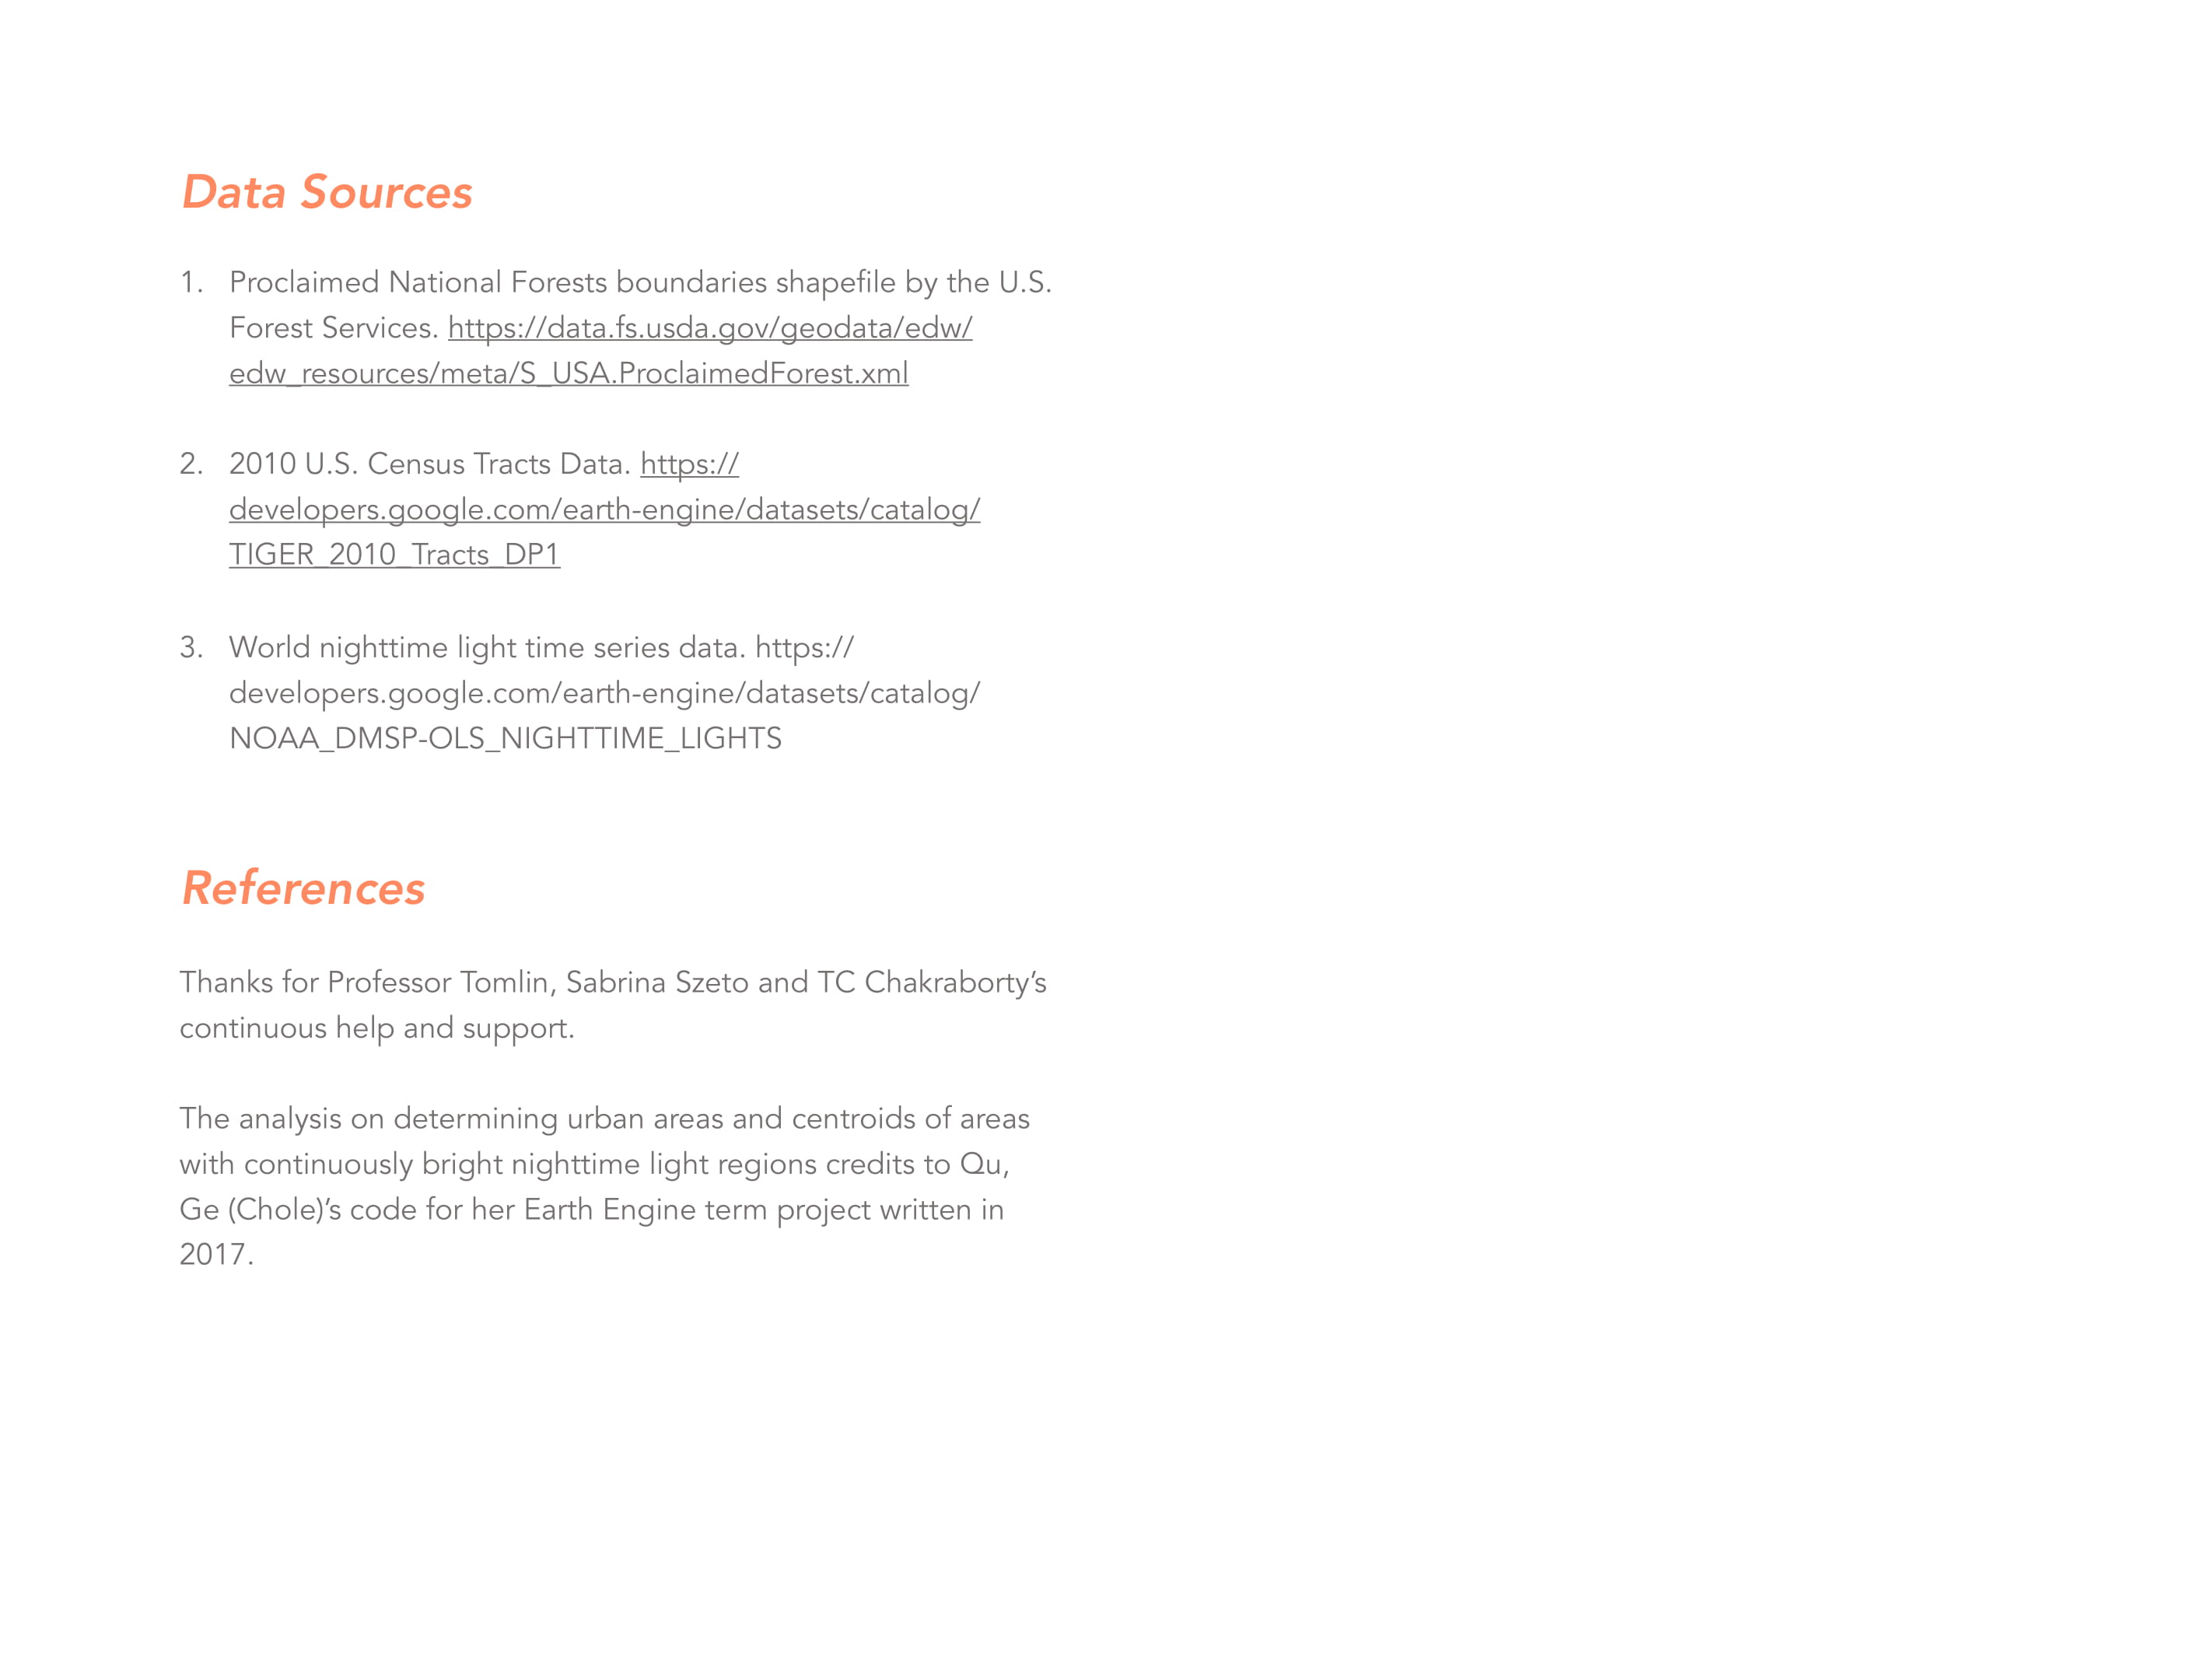 Data Sources
1. Proclaimed National Forests boundaries shapefile by the U.S.
Forest Services. https://data.fs.usda.gov/geodata/edw/
edw_resources/meta/S_USA.ProclaimedForest.xml
2. 2010 U.S. Census Tracts Data. https://
developers.google.com/earth-engine/datasets/catalog/
TIGER_2010_Tracts_DP1
3. World nighttime light time series data. https://
developers.google.com/earth-engine/datasets/catalog/
NOAA_DMSP-OLS_NIGHTTIME_LIGHTS
References
Thanks for Professor Tomlin, Sabrina Szeto and TC Chakraborty’s
continuous help and support.
The analysis on determining urban areas and centroids of areas
with continuously bright nighttime light regions credits to Qu,
Ge (Chole)’s code for her Earth Engine term project written in
2017.